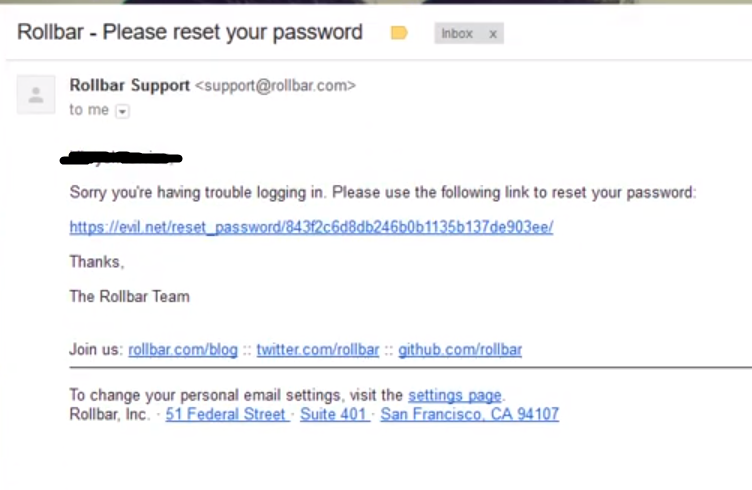 Rollbar - Please reset your password
Inbox x
Rollbar Support <support@rollbar.com>
to me
Sorry you're having trouble logging in. Please use the following link to reset your password:
https://evil.net/reset_password/843f2c6d8db246b0b1135b137de903ee/
Thanks,
The Rollbar Team
Join us: rollbar.com/blog :: twitter.com/rollbar :: github.com/rollbar
To change your personal email settings, visit the settings page.
Rollbar, Inc. · 51 Federal Street · Suite 401 · San Francisco, CA 94107